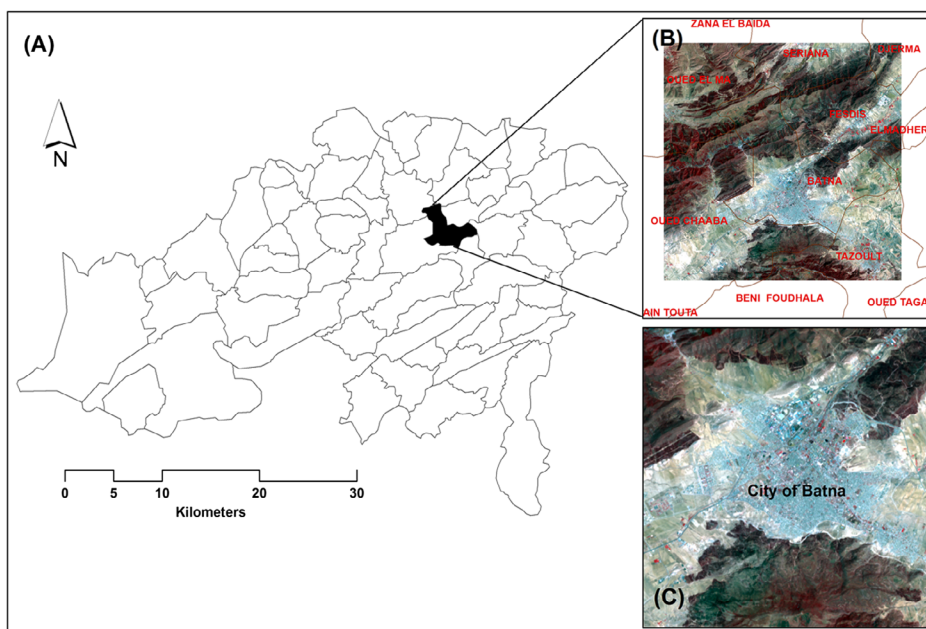 (A)
N
0 5 10 20 30
Kilometers
ZANA EL BAIDA
(B)
SERIANA
OUED EL MA
FESDIS
ELMADHER
BATNA
OUED CHAABA
TAZOULT
BENI FOUDHALA
OUED TAGA
AIN TOUTA
City of Batna
(C)